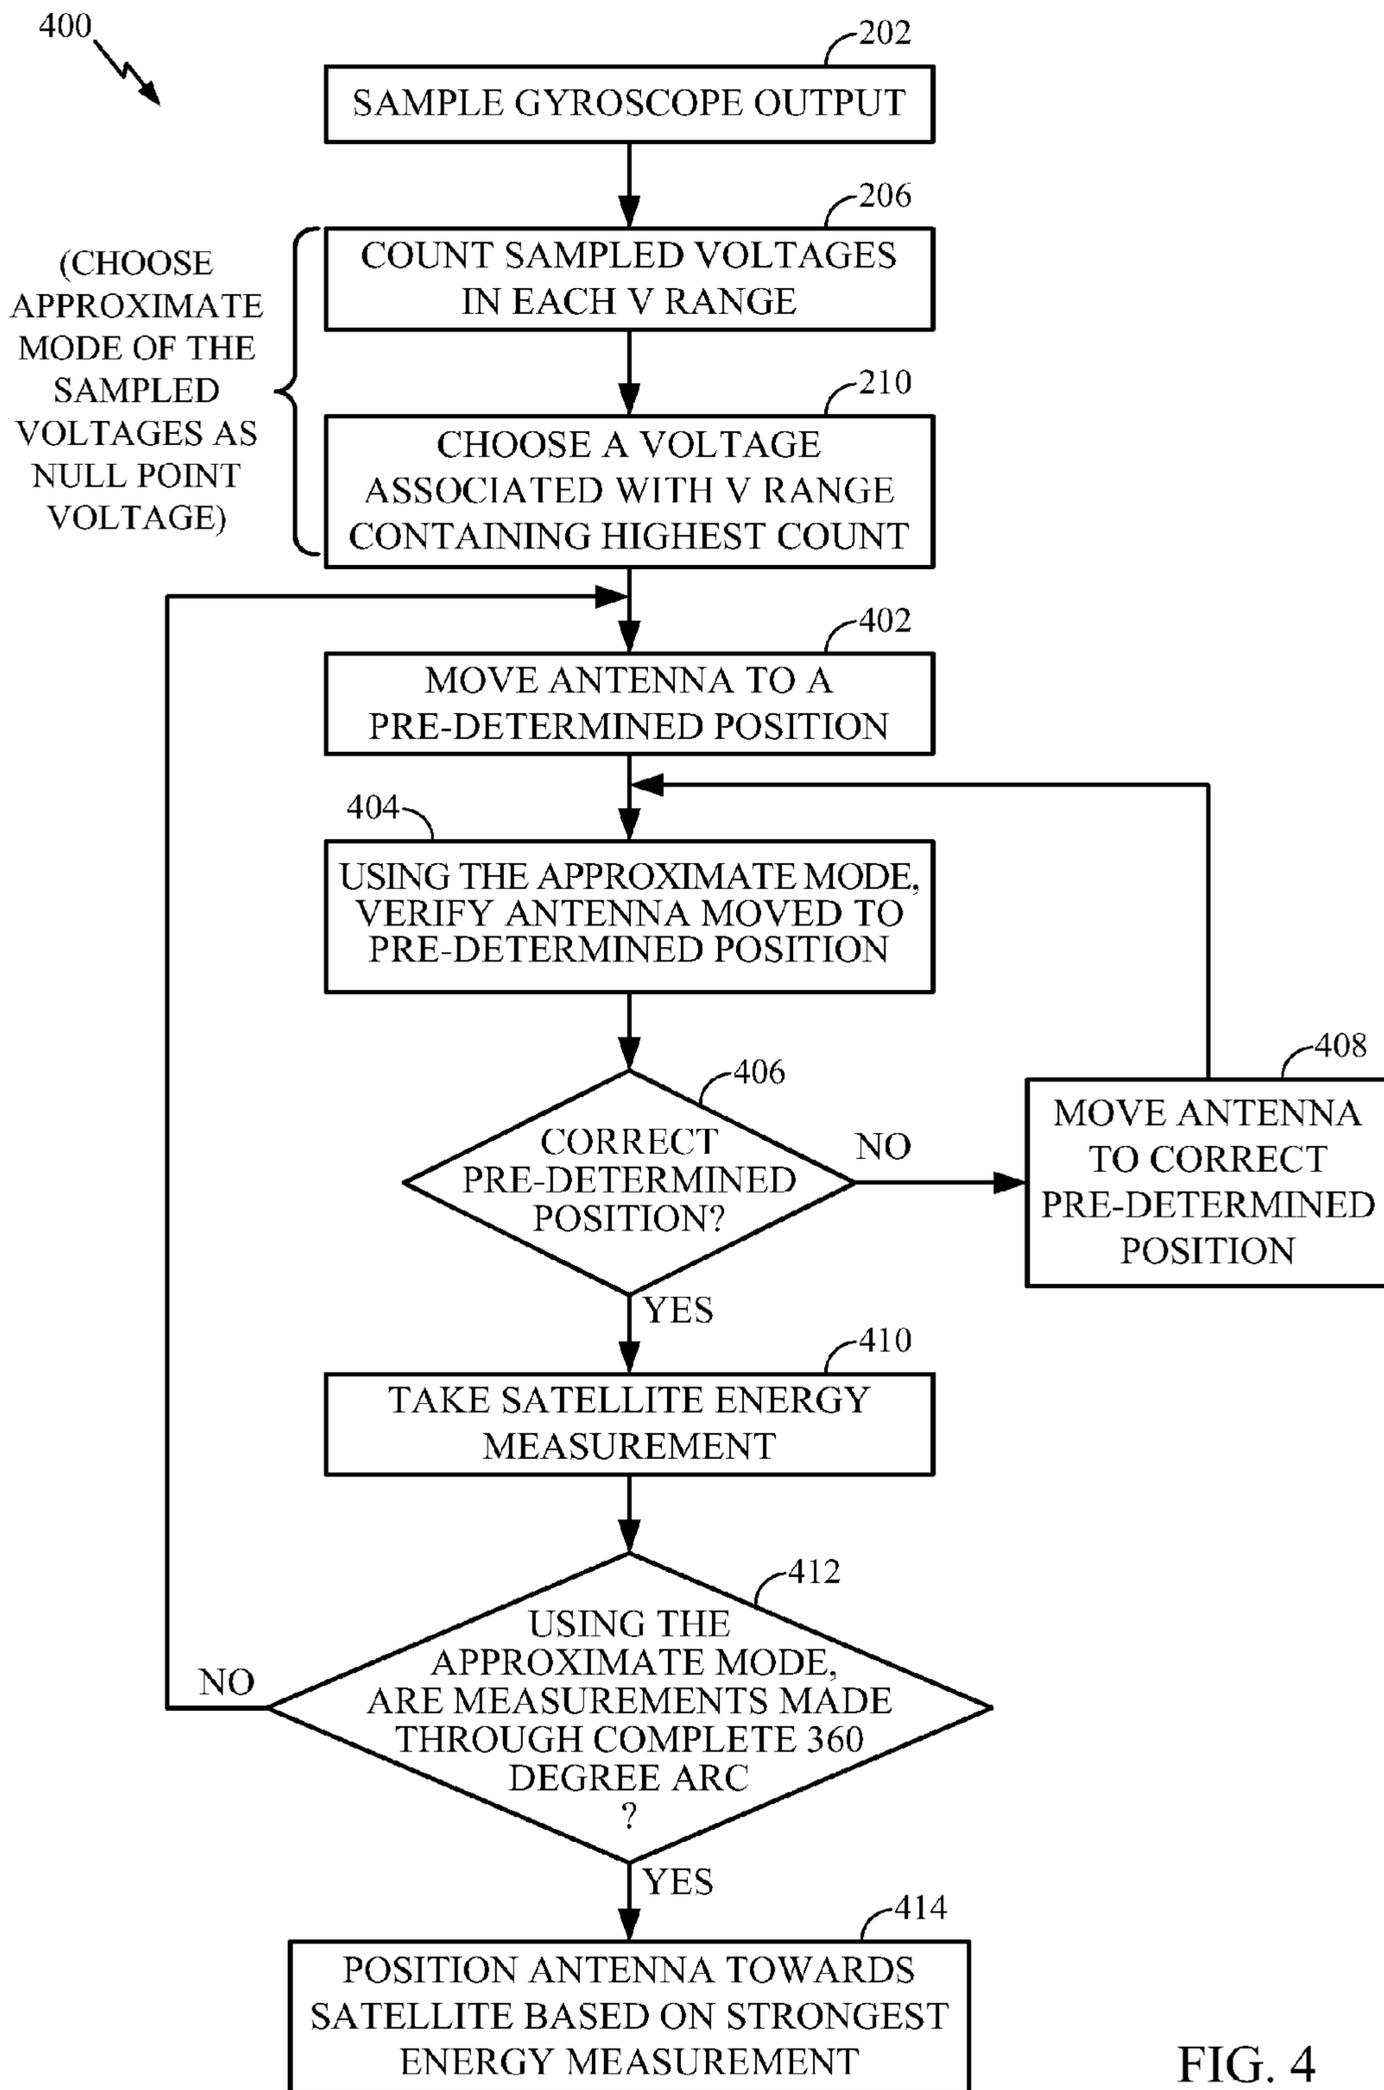 400
202
SAMPLE GYROSCOPE OUTPUT
206
COUNT SAMPLED VOLTAGES
IN EACH V RANGE
(CHOOSE
APPROXIMATE
MODE OF THE
SAMPLED
VOLTAGES AS
NULL POINT
VOLTAGE)
210
CHOOSE A VOLTAGE
ASSOCIATED WITH V RANGE
CONTAINING HIGHEST COUNT
402
MOVE ANTENNA TO A
PRE-DETERMINED POSITION
404
USING THE APPROXIMATE MODE,
VERIFY ANTENNA MOVED TO
PRE-DETERMINED POSITION
406
CORRECT
PRE-DETERMINED
POSITION?
NO
408
MOVE ANTENNA
TO CORRECT
PRE-DETERMINED
POSITION
YES
410
TAKE SATELLITE ENERGY
MEASUREMENT
412
USING THE
APPROXIMATE MODE,
ARE MEASUREMENTS MADE
THROUGH COMPLETE 360
DEGREE ARC
?
NO
YES
414
POSITION ANTENNA TOWARDS
SATELLITE BASED ON STRONGEST
ENERGY MEASUREMENT
FIG. 4